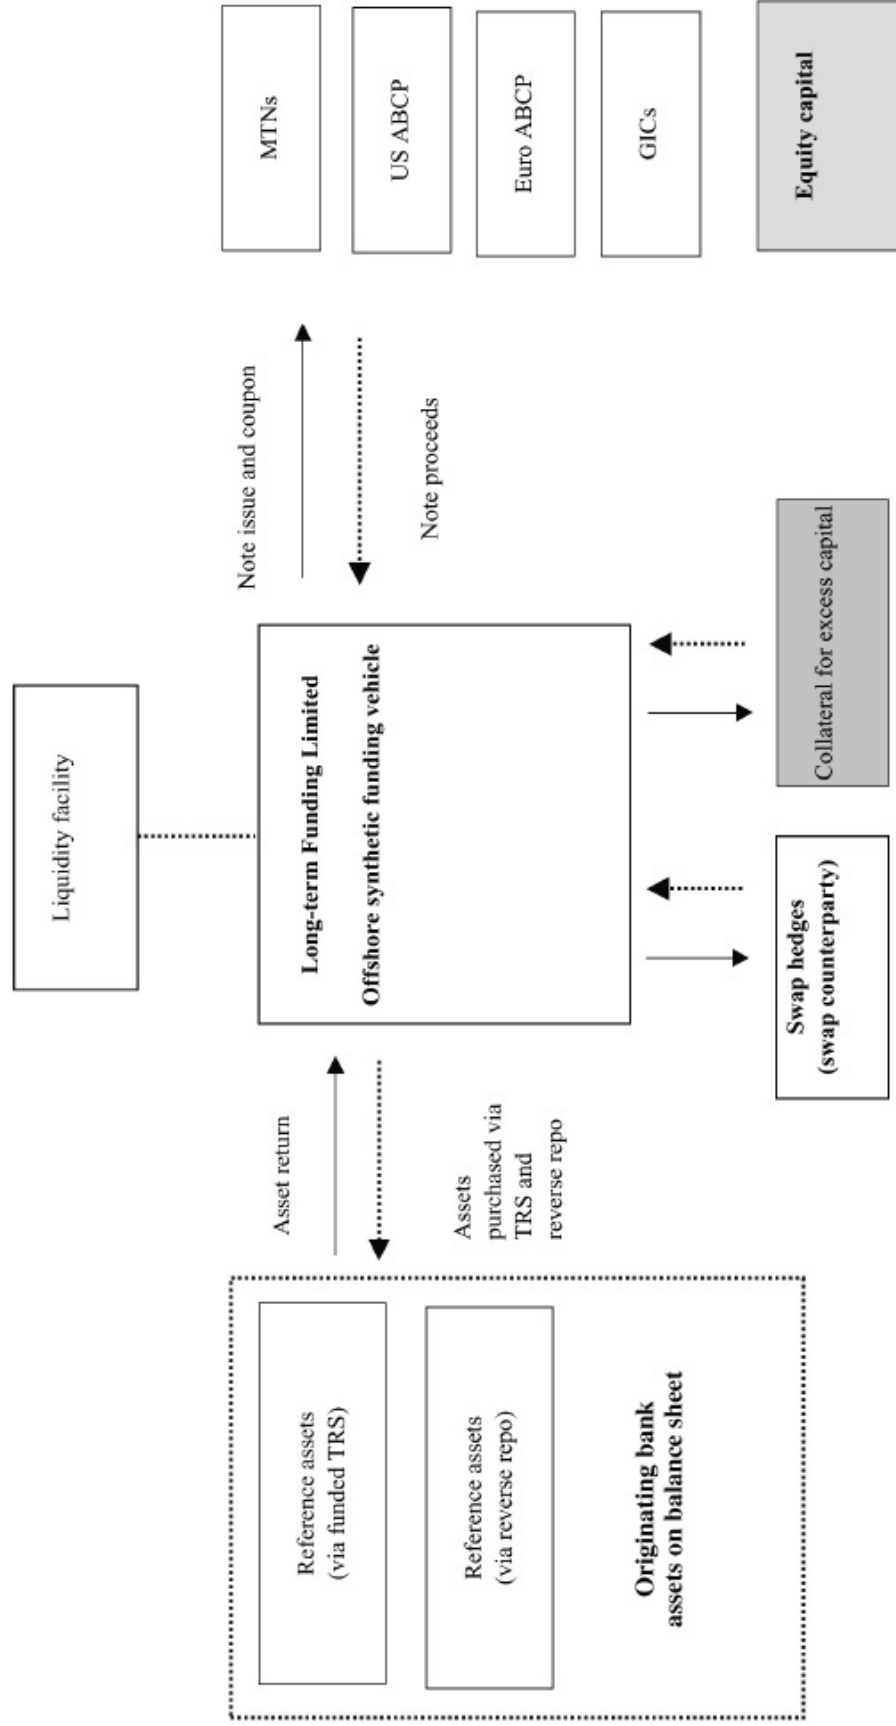 Liquidity facility
Reference assets
(via funded TRS)
Reference assets
(via reverse repo)
Originating bank
assets on balance sheet
Asset return
Assets
purchased via
TRS and
reverse repo
Long-term Funding Limited
Offshore synthetic funding vehicle
Note issue and coupon
Note proceeds
MTNs
US ABCP
Euro ABCP
GICs
Equity capital
Swap hedges
(swap counterparty)
Collateral for excess capital